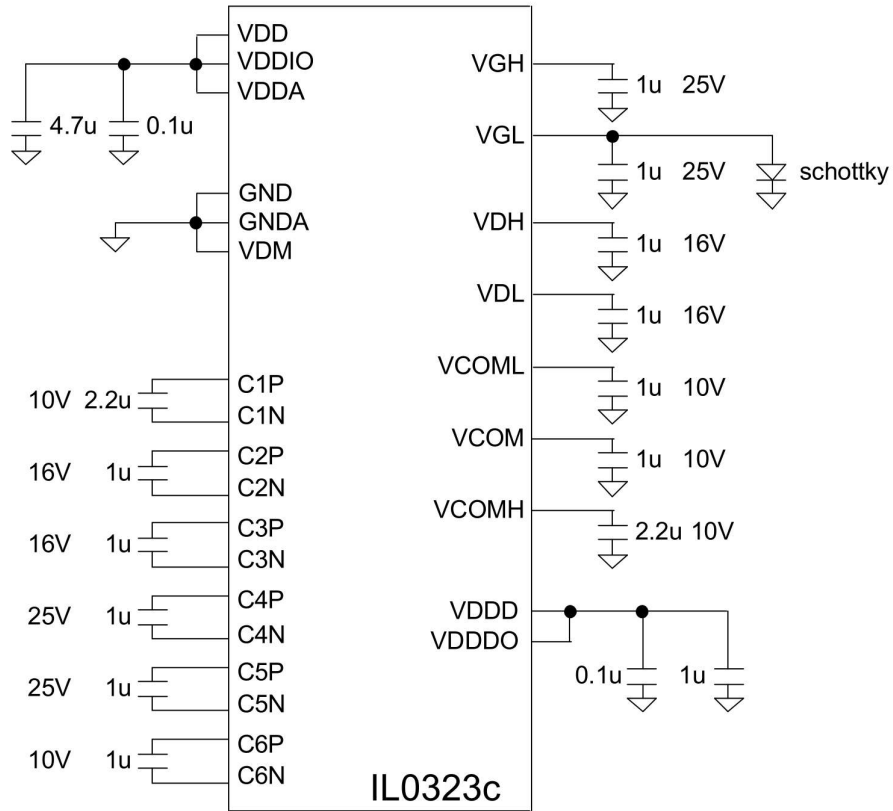 VDD
VDDIO
VDDA
4.7u
0.1u
GND
GNDA
VDM
10V 2.2u
C1P
C1N
16V 1u
C2P
C2N
16V 1u
C3P
C3N
25V 1u
C4P
C4N
25V 1u
C5P
C5N
10V 1u
C6P
C6N
VGH
1u 25V
VGL
1u 25V
schottky
VDH
1u 16V
VDL
1u 16V
VCOML
1u 10V
VCOM
1u 10V
VCOMH
2.2u 10V
VDDD
VDDDO
0.1u
1u
IL0323c